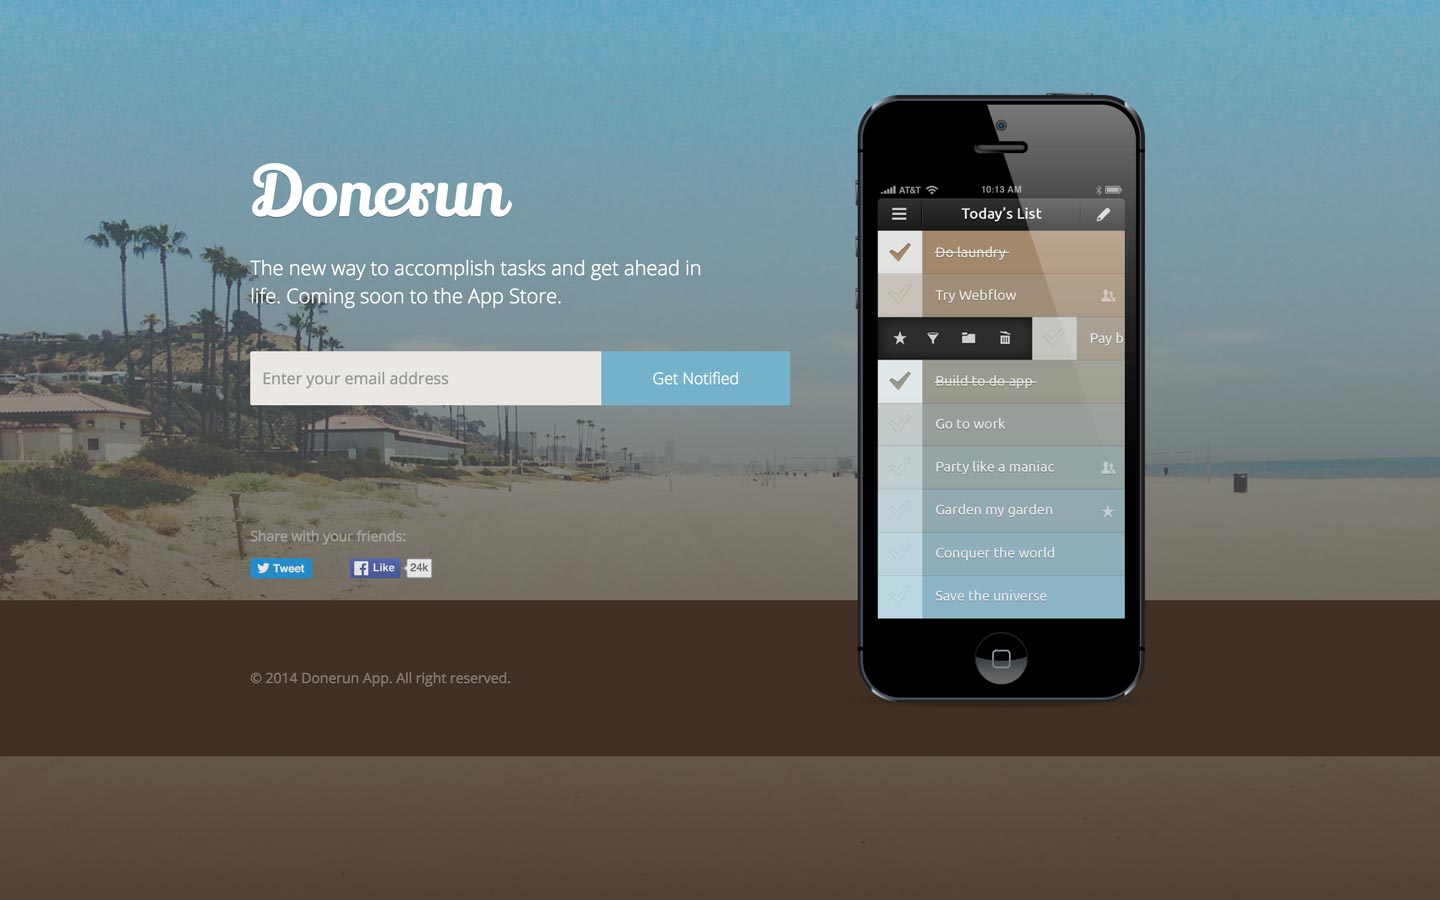 Donerun
The new way to accomplish tasks and get ahead in
life. Coming soon to the App Store.
Enter your email address
Get Notified
Share with your friends:
Tweet
Like
24k
© 2014 Donerun App. All right reserved.
AT&T
10:13 AM
Today's List
Do laundry
Try Webflow
Pay b
Build to do app
Go to work
Party like a maniac
Garden my garden
Conquer the world
Save the universe